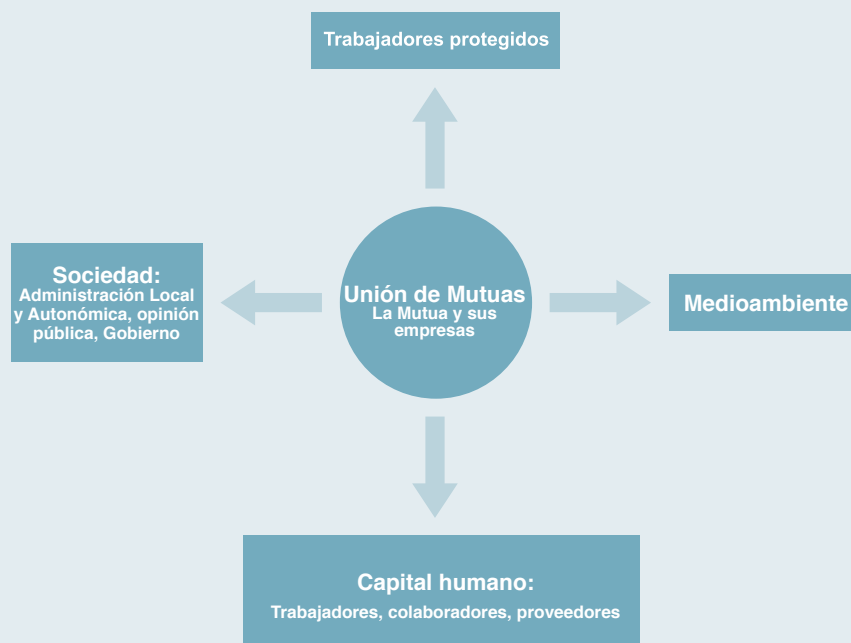 Trabajadores protegidos
Sociedad:
Administración Local
y Autonómica, opinión
pública, Gobierno
Unión de Mutuas
La Mutua y sus
empresas
Medioambiente
Capital humano:
Trabajadores, colaboradores, proveedores